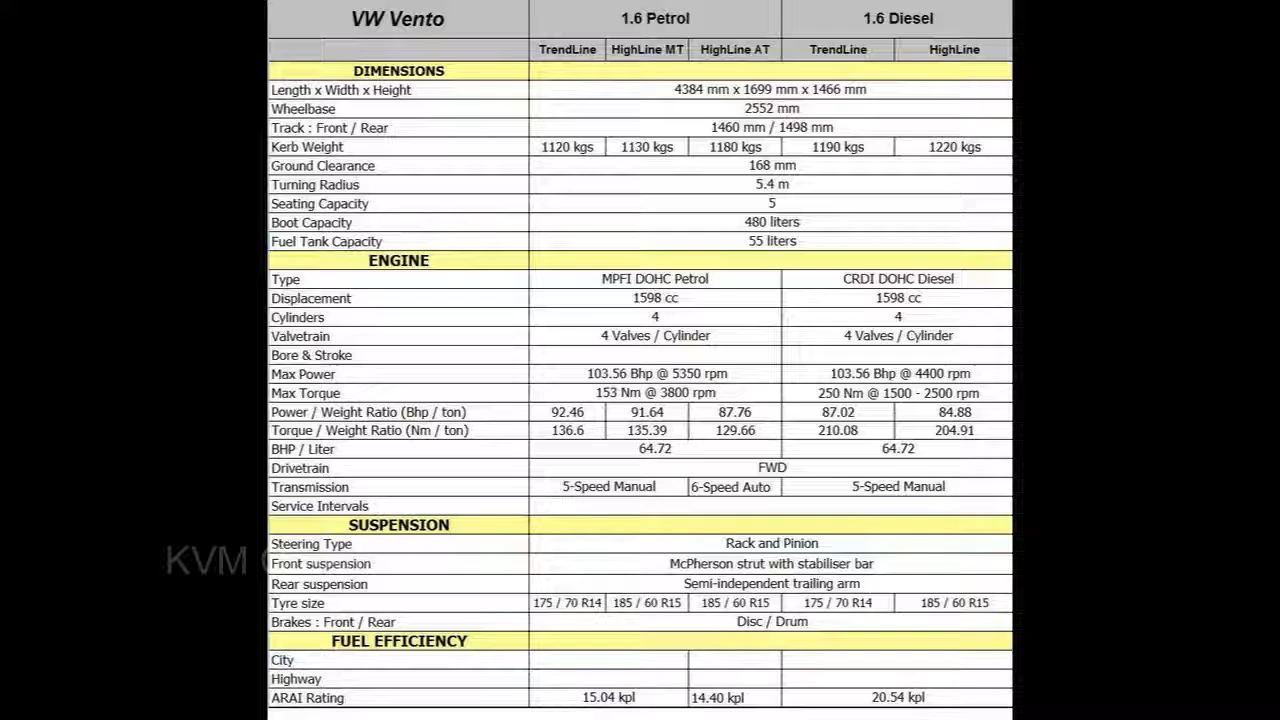 VW Vento 1.6 Petrol 1.6 Diesel
TrendLine HighLine MT HighLine AT TrendLine HighLine
DIMENSIONS
Length x Width x Height 4384 mm x 1699 mm x 1466 mm
Wheelbase 2552 mm
Track : Front / Rear 1460 mm / 1498 mm
Kerb Weight 1120 kgs 1130 kgs 1180 kgs 1190 kgs 1220 kgs
Ground Clearance 168 mm
Turning Radius 5.4 m
Seating Capacity 5
Boot Capacity 480 liters
Fuel Tank Capacity 55 liters
ENGINE
Type MPFI DOHC Petrol CRDI DOHC Diesel
Displacement 1598 cc 1598 cc
Cylinders 4 4
Valvetrain 4 Valves / Cylinder 4 Valves / Cylinder
Bore & Stroke
Max Power 103.56 Bhp @ 5350 rpm 103.56 Bhp @ 4400 rpm
Max Torque 153 Nm @ 3800 rpm 250 Nm @ 1500 - 2500 rpm
Power / Weight Ratio (Bhp / ton) 92.46 91.64 87.76 87.02 84.88
Torque / Weight Ratio (Nm / ton) 136.6 135.39 129.66 210.08 204.91
BHP / Liter 64.72 64.72
Drivetrain FWD
Transmission 5-Speed Manual 6-Speed Auto 5-Speed Manual
Service Intervals
SUSPENSION
Steering Type Rack and Pinion
KVM
Front suspension McPherson strut with stabiliser bar
Rear suspension Semi-independent trailing arm
Tyre size 175 / 70 R14 185 / 60 R15 185 / 60 R15 175 / 70 R14 185 / 60 R15
Brakes : Front / Rear Disc / Drum
FUEL EFFICIENCY
City
Highway
ARAI Rating 15.04 kpl 14.40 kpl 20.54 kpl